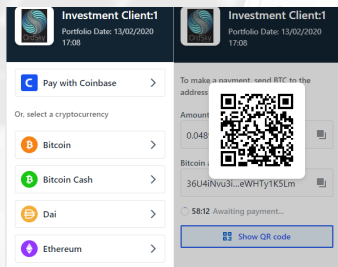 Investment Client:1
Portfolio Date: 13/02/2020
17:08
OrdSky
C Pay with Coinbase
Or, select a cryptocurrency
Bitcoin
Bitcoin Cash
Dai
Ethereum
Investment Client:1
Portfolio Date: 13/02/2020
17:08
OrdSky
To make a payment, send BTC to the
address
Amount
0.048
Bitcoin
36U4iNvu3i...eWHTy1K5Lm
58:12 Awaiting payment...
Show QR code